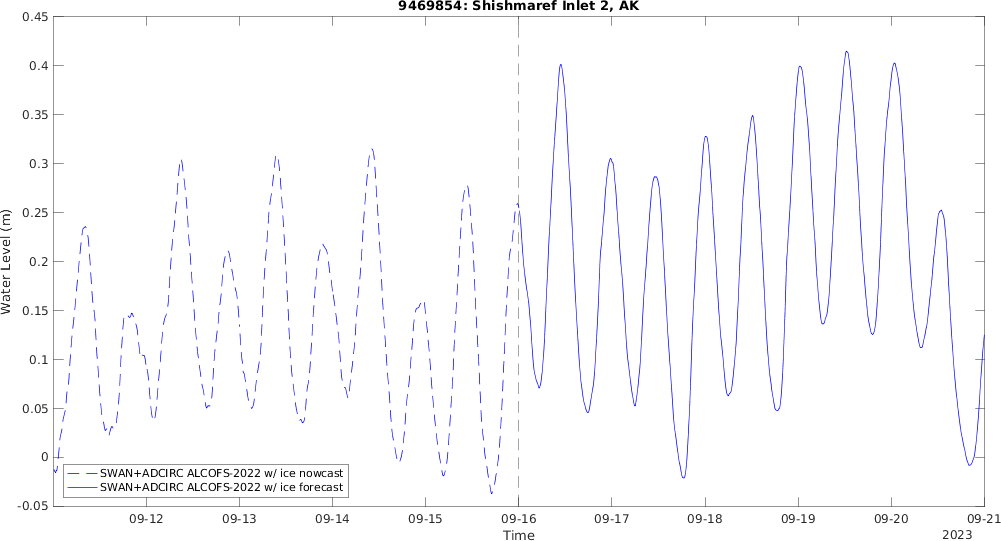 9469854: Shishmaref Inlet 2, AK
0.45
0.4
0.35
0.3
0.25
0.2
0.15
0.1
0.05
0
-0.05
Water Level (m)
SWAN+ADCIRC ALCOFS-2022 w/ ice nowcast
SWAN+ADCIRC ALCOFS-2022 w/ ice forecast
09-12 09-13 09-14 09-15 09-16 09-17 09-18 09-19 09-20 09-21
Time
2023